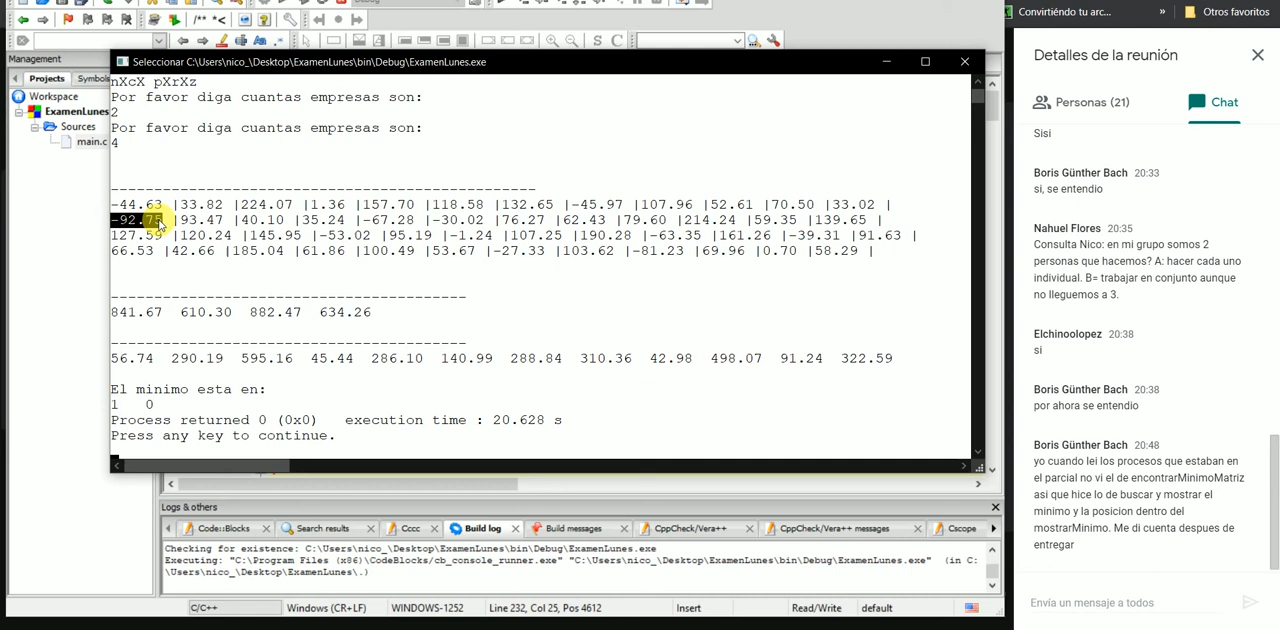 Debug
Convirtiéndo tu arc...
»
Otros favoritos
/** *<
S C
Management
Projects
Symbols
Workspace
ExamenLunes
Sources
main.c
Seleccionar C:\Users\nico_\Desktop\ExamenLunes\bin\Debug\ExamenLunes.exe
nXcX pXrXz
Por favor diga cuantas empresas son:
2
Por favor diga cuantas empresas son:
4
-------------------------------------------------
-44.63 |33.82 |224.07 |1.36 |157.70 |118.58 |132.65 |-45.97 |107.96 |52.61 |70.50 |33.02 |
-92.75 |93.47 |40.10 |35.24 |-67.28 |-30.02 |76.27 |62.43 |79.60 |214.24 |59.35 |139.65 |
127.59 |120.24 |145.95 |-53.02 |95.19 |-1.24 |107.25 |190.28 |-63.35 |161.26 |-39.31 |91.63 |
66.53 |42.66 |185.04 |61.86 |100.49 |53.67 |-27.33 |103.62 |-81.23 |69.96 |0.70 |58.29 |
-----------------------------------------
841.67 610.30 882.47 634.26
-----------------------------------------
56.74 290.19 595.16 45.44 286.10 140.99 288.84 310.36 42.98 498.07 91.24 322.59
El minimo esta en:
1 0
Process returned 0 (0x0) execution time : 20.628 s
Press any key to continue.
Logs & others
Code::Blocks
Search results
Cccc
Build log
Build messages
CppCheck/Vera++
CppCheck/Vera++ messages
Cscope
Checking for existence: C:\Users\nico_\Desktop\ExamenLunes\bin\Debug\ExamenLunes.exe
Executing: "C:\Program Files (x86)\CodeBlocks/cb_console_runner.exe" "C:\Users\nico_\Desktop\ExamenLunes\bin\Debug\ExamenLunes.exe" (in C:
\Users\nico_\Desktop\ExamenLunes\.)
C/C++
Windows (CR+LF)
WINDOWS-1252
Line 232, Col 25, Pos 4612
Insert
Read/Write
default
Detalles de la reunión
Personas (21)
Chat
Sisi
Boris Günther Bach 20:33
si, se entendio
Nahuel Flores 20:35
Consulta Nico: en mi grupo somos 2
personas que hacemos? A: hacer cada uno
individual. B= trabajar en conjunto aunque
no lleguemos a 3.
Elchinoolopez 20:38
si
Boris Günther Bach 20:38
por ahora se entendio
Boris Günther Bach 20:48
yo cuando lei los procesos que estaban en
el parcial no vi el de encontrarMinimoMatriz
asi que hice lo de buscar y mostrar el
minimo y la posicion dentro del
mostrarMinimo. Me di cuenta despues de
entregar
Envía un mensaje a todos